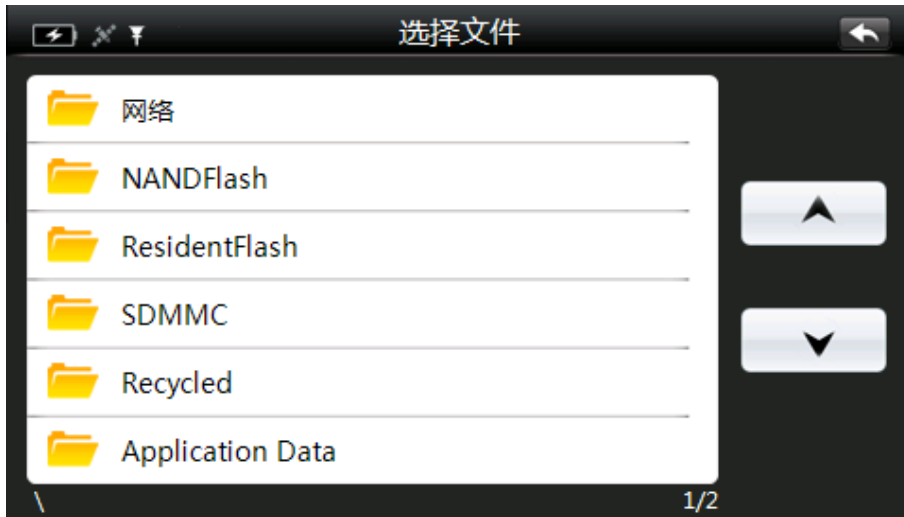 选择文件
网络
NANDFlash
ResidentFlash
SDMMC
Recycled
Application Data
\ 1/2